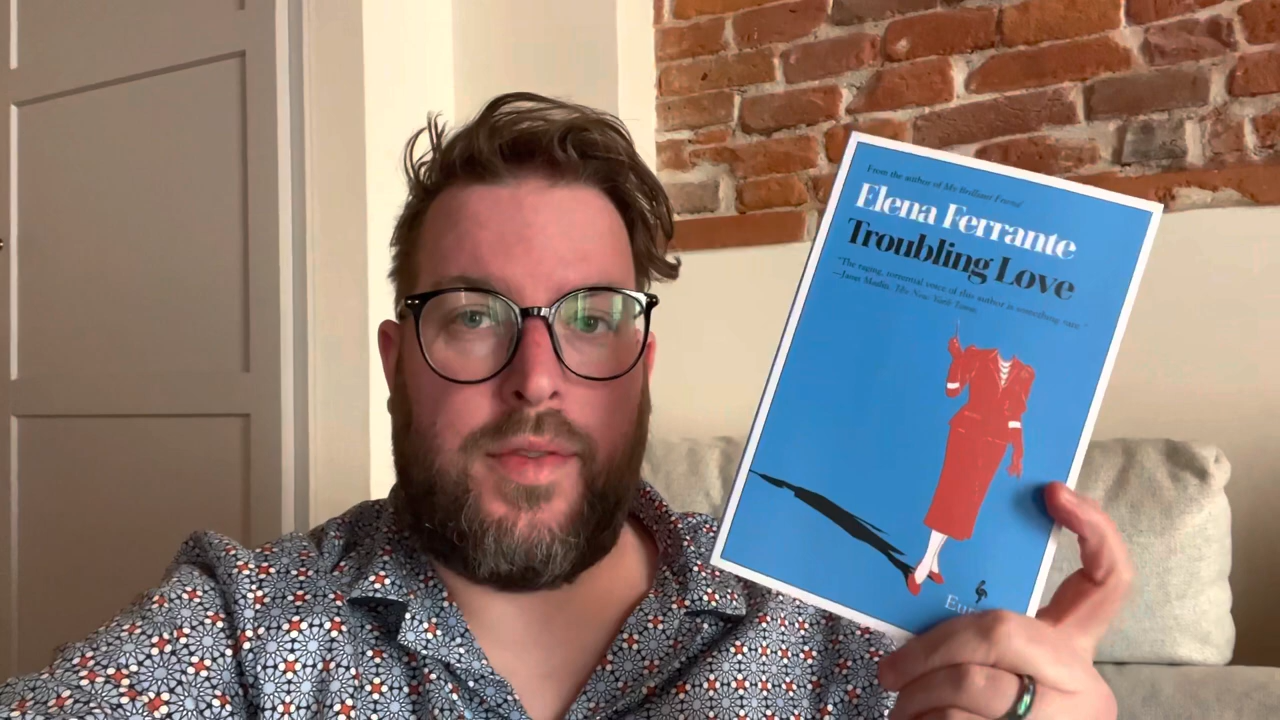 From the author of My Brilliant Friend
Elena Ferrante
Troubling Love
"The raging, torrential voice of this author is something rare."
—Janet Maslin, The New York Times
Eur